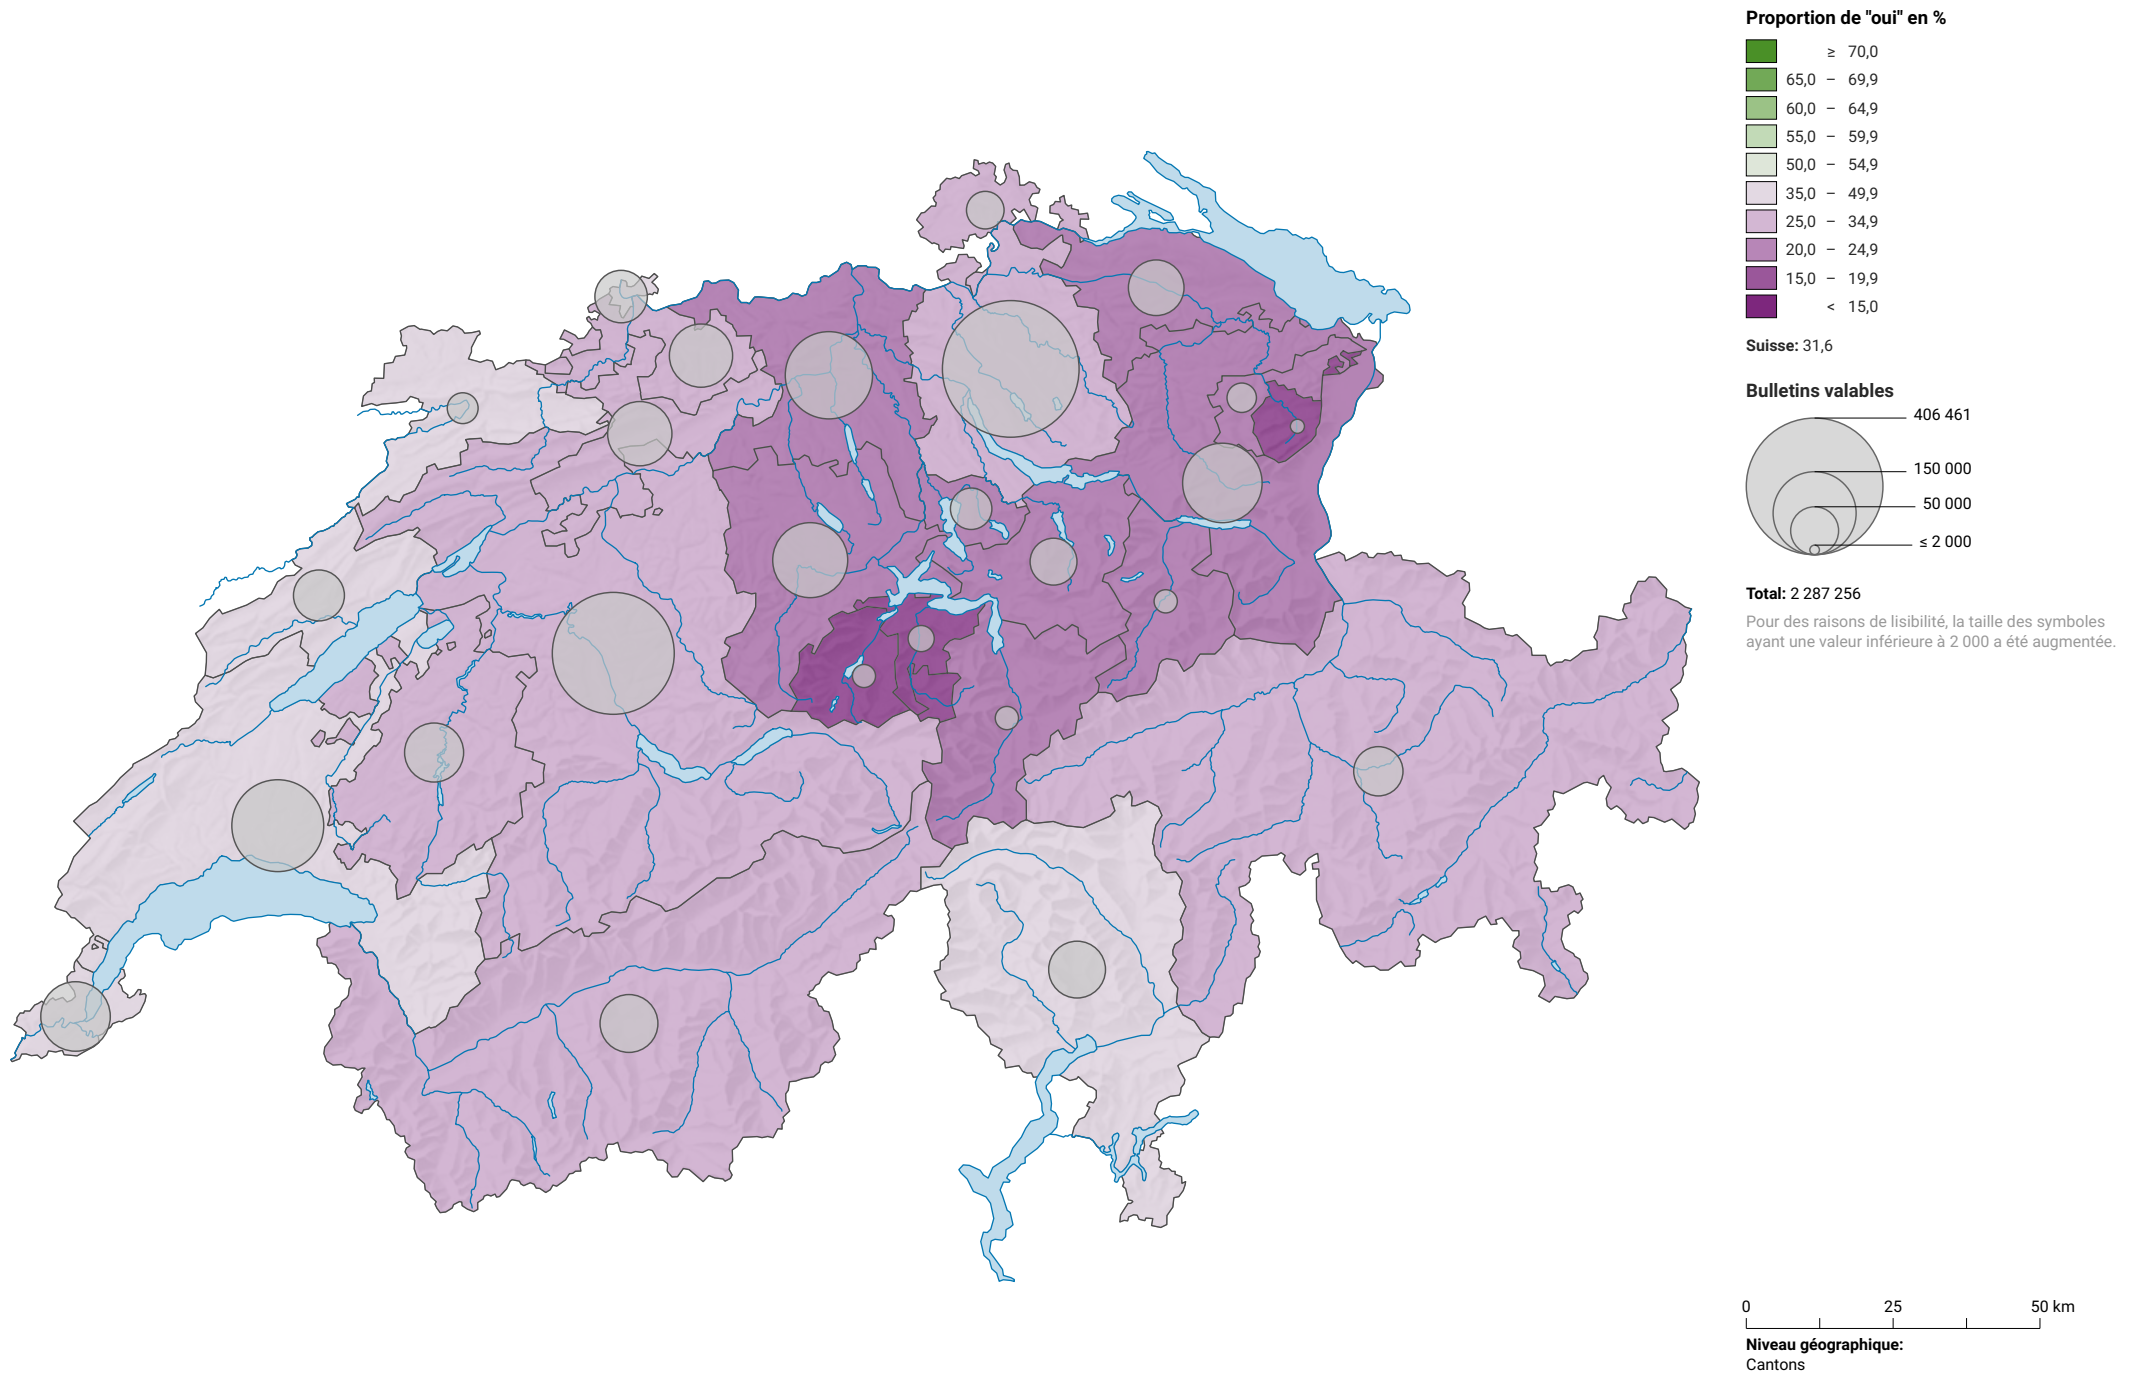 Proportion de "oui" en %
≥ 70,0
65,0 – 69,9
60,0 – 64,9
55,0 – 59,9
50,0 – 54,9
35,0 – 49,9
25,0 – 34,9
20,0 – 24,9
15,0 – 19,9
< 15,0
Suisse: 31,6
Bulletins valables
406 461
150 000
50 000
≤ 2 000
Total: 2 287 256
Pour des raisons de lisibilité, la taille des symboles
ayant une valeur inférieure à 2 000 a été augmentée.
0 25 50 km
Niveau géographique:
Cantons